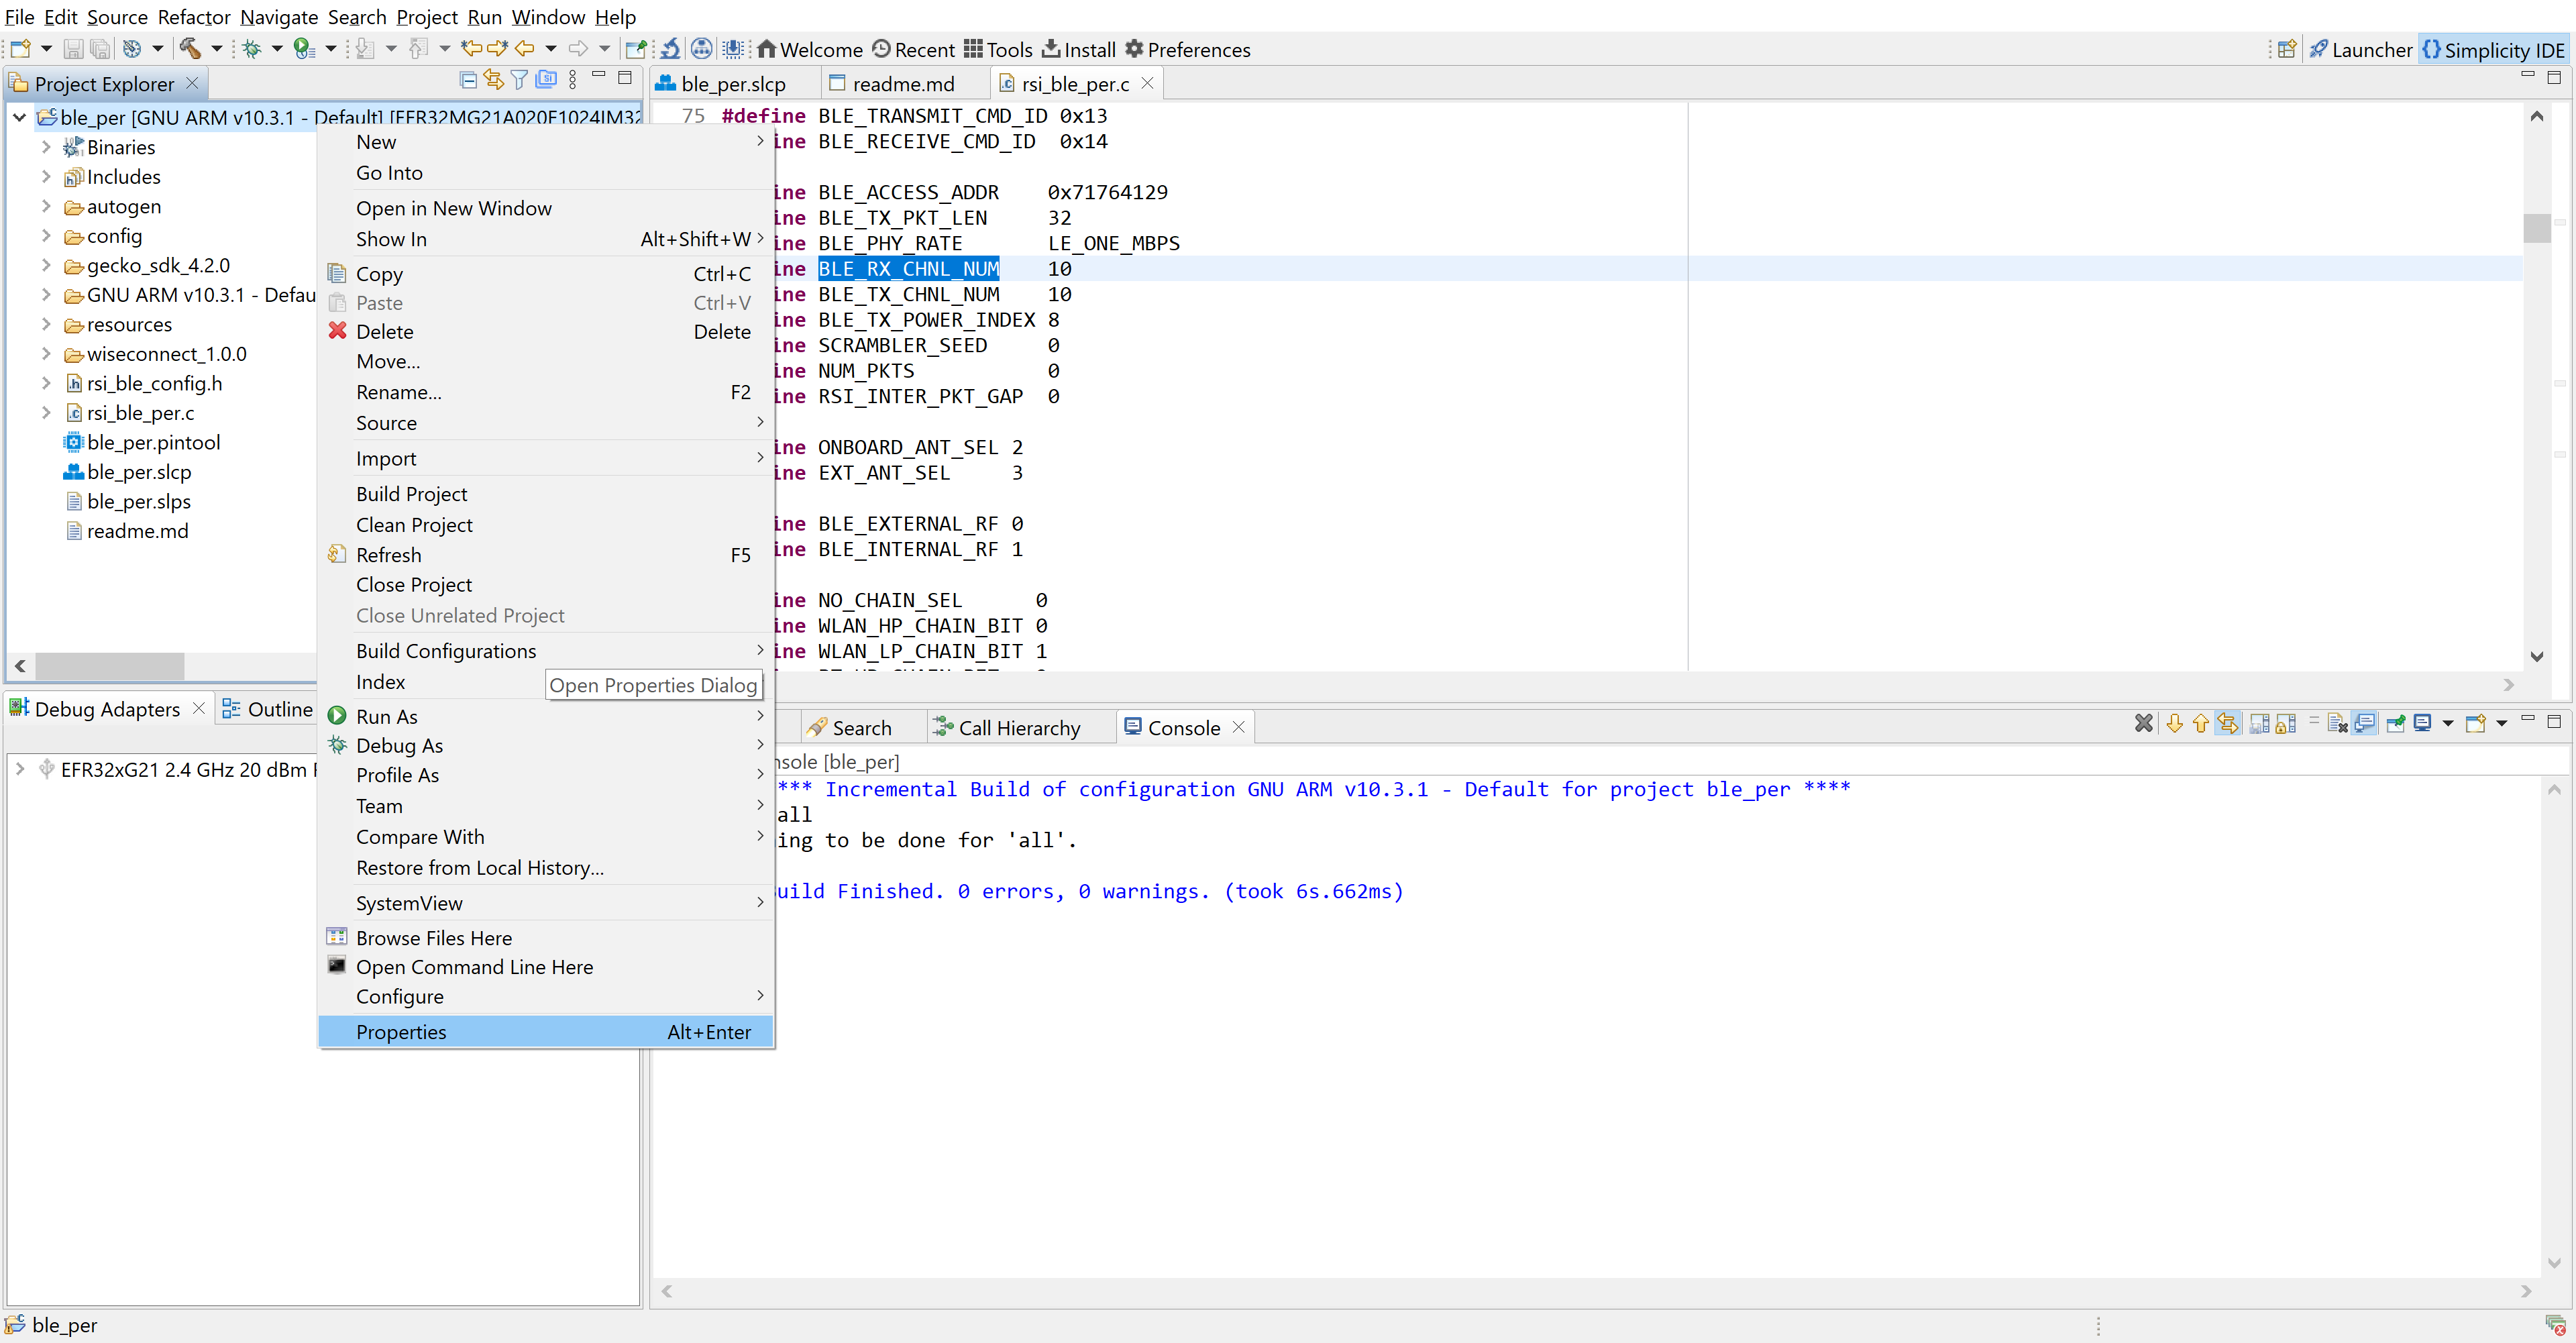 File Edit Source Refactor Navigate Search Project Run Window Help
Welcome Recent Tools Install Preferences Launcher Simplicity IDE
Project Explorer
ble_per [GNU ARM v10.3.1 - Default] [EFR32MG21A020F1024IM32
Binaries
Includes
autogen
config
gecko_sdk_4.2.0
GNU ARM v10.3.1 - Defau
resources
wiseconnect_1.0.0
rsi_ble_config.h
rsi_ble_per.c
ble_per.pintool
ble_per.slcp
ble_per.slps
readme.md
New
Go Into
Open in New Window
Show In Alt+Shift+W
Copy Ctrl+C
Paste Ctrl+V
Delete Delete
Move...
Rename... F2
Source
Import
Build Project
Clean Project
Refresh F5
Close Project
Close Unrelated Project
Build Configurations
Index
Open Properties Dialog
Run As
Debug As
Profile As
Team
Compare With
Restore from Local History...
SystemView
Browse Files Here
Open Command Line Here
Configure
Properties Alt+Enter
ble_per.slcp readme.md rsi_ble_per.c
75 #define BLE_TRANSMIT_CMD_ID 0x13
ine BLE_RECEIVE_CMD_ID 0x14
ine BLE_ACCESS_ADDR 0x71764129
ine BLE_TX_PKT_LEN 32
ine BLE_PHY_RATE LE_ONE_MBPS
ine BLE_RX_CHNL_NUM 10
ine BLE_TX_CHNL_NUM 10
ine BLE_TX_POWER_INDEX 8
ine SCRAMBLER_SEED 0
ine NUM_PKTS 0
ine RSI_INTER_PKT_GAP 0
ine ONBOARD_ANT_SEL 2
ine EXT_ANT_SEL 3
ine BLE_EXTERNAL_RF 0
ine BLE_INTERNAL_RF 1
ine NO_CHAIN_SEL 0
ine WLAN_HP_CHAIN_BIT 0
ine WLAN_LP_CHAIN_BIT 1
Debug Adapters Outline
EFR32xG21 2.4 GHz 20 dBm
Search Call Hierarchy Console
nsole [ble_per]
*** Incremental Build of configuration GNU ARM v10.3.1 - Default for project ble_per ****
all
ing to be done for 'all'.
uild Finished. 0 errors, 0 warnings. (took 6s.662ms)
ble_per